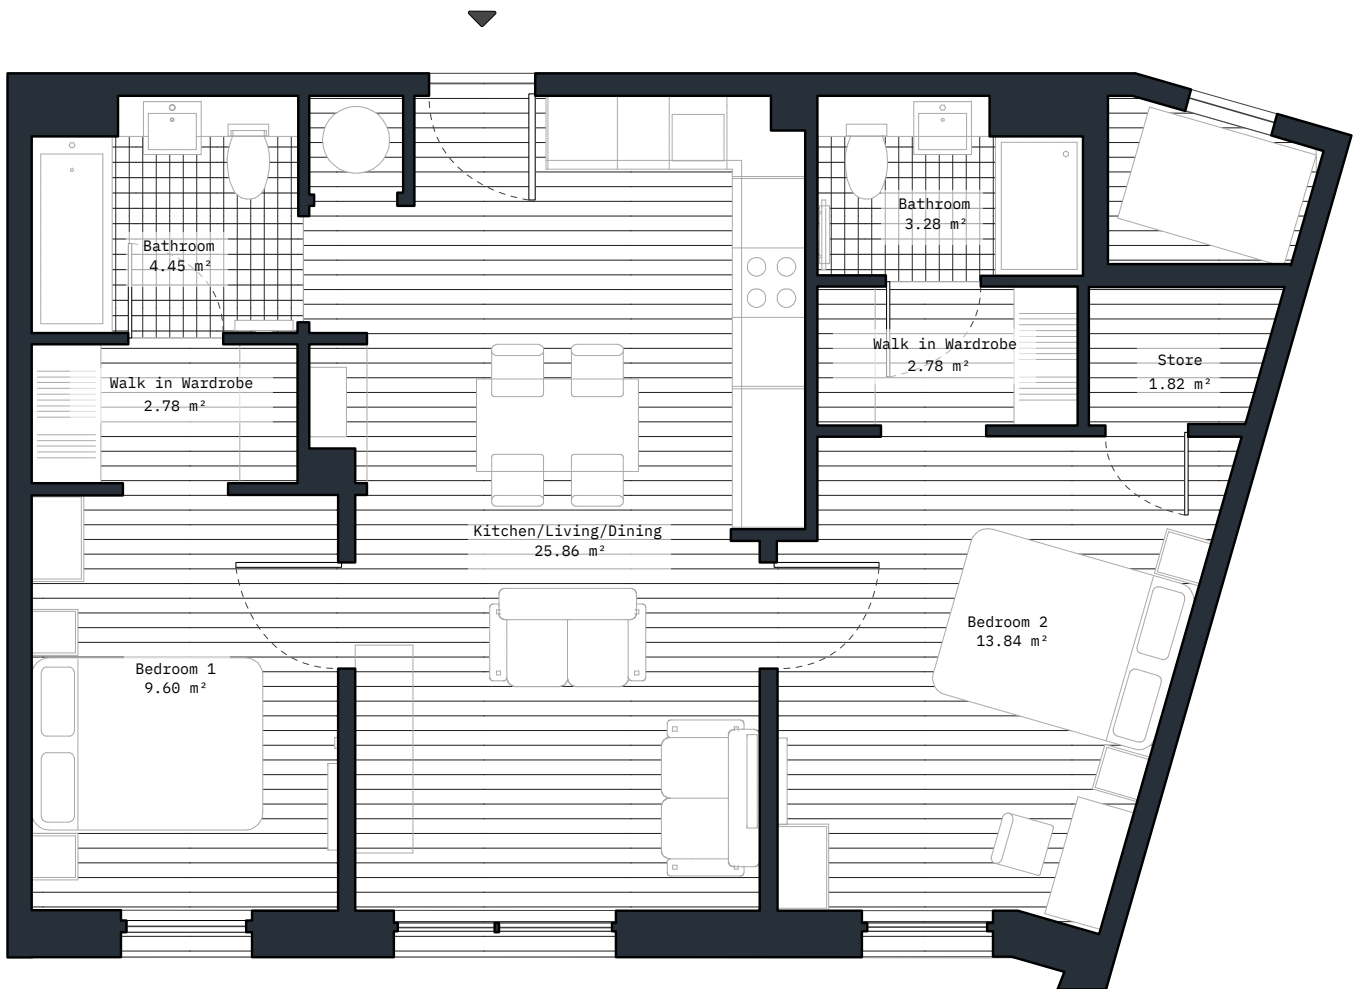 Bathroom
4.45 m²
Bathroom
3.28 m²
Walk in Wardrobe
2.78 m²
Walk in Wardrobe
2.78 m²
Store
1.82 m²
Kitchen/Living/Dining
25.86 m²
Bedroom 1
9.60 m²
Bedroom 2
13.84 m²